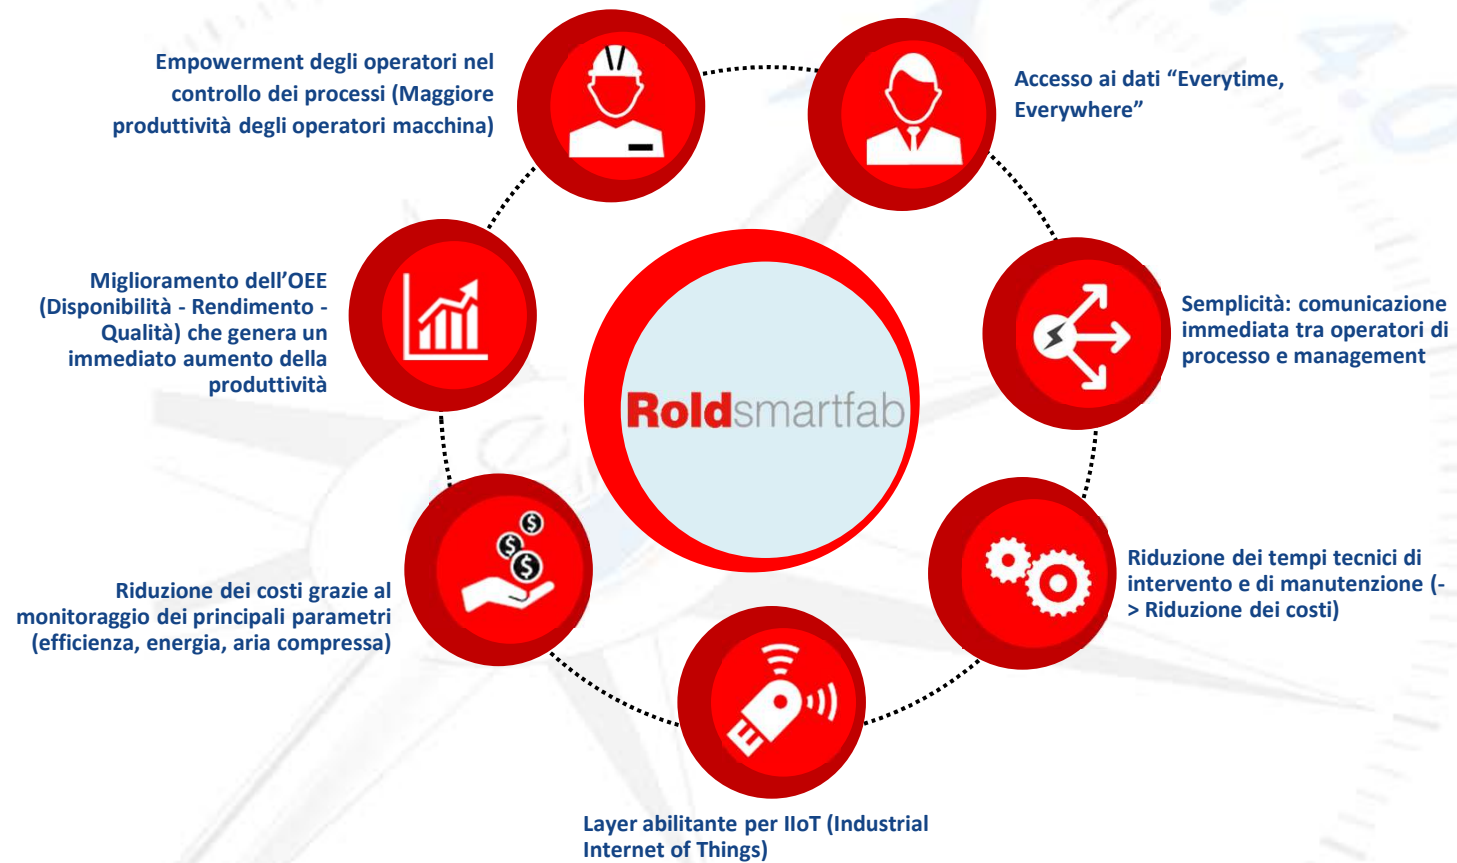 Empowerment degli operatori nel
controllo dei processi (Maggiore
produttività degli operatori macchina)
Accesso ai dati “Everytime,
Everywhere”
4.0
Miglioramento dell’OEE
(Disponibilità - Rendimento -
Qualità) che genera un
immediato aumento della
produttività
Semplicità: comunicazione
immediata tra operatori di
processo e management
Roldsmartfab
Riduzione dei costi grazie al
monitoraggio dei principali parametri
(efficienza, energia, aria compressa)
$
$
$
Riduzione dei tempi tecnici di
intervento e di manutenzione (-
> Riduzione dei costi)
Layer abilitante per IIoT (Industrial
Internet of Things)